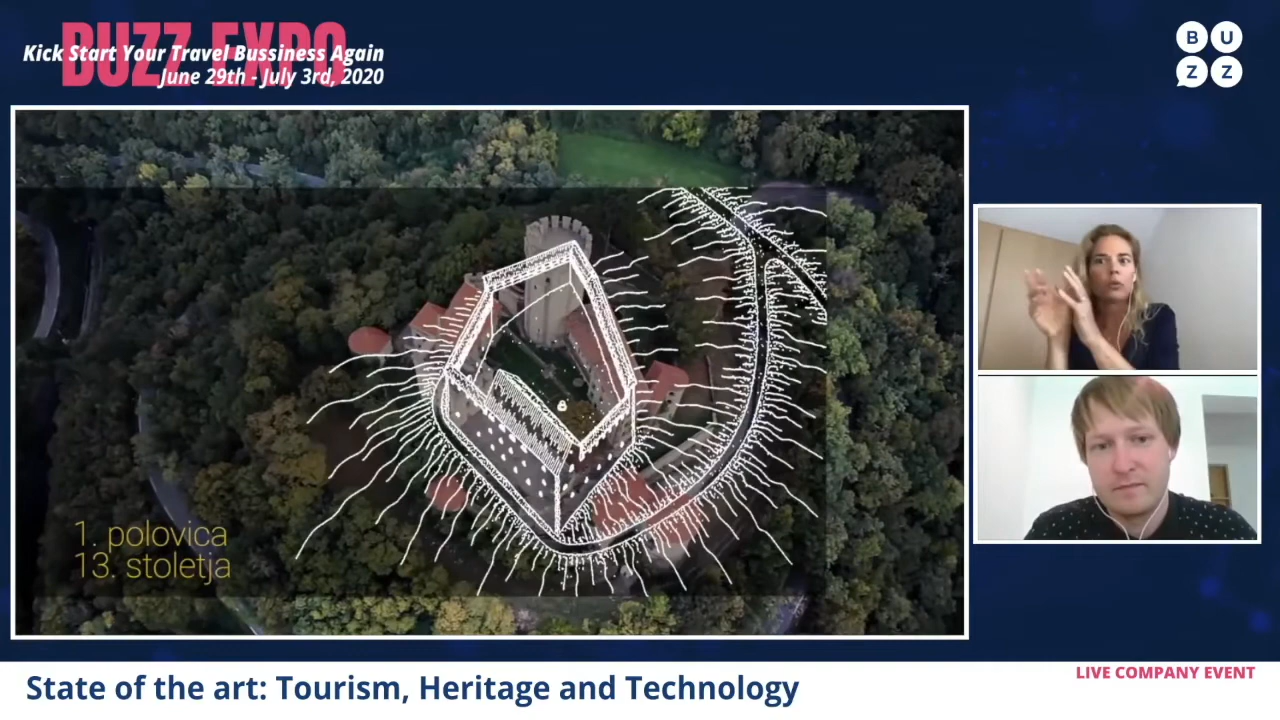 BUZZ EXPO
Kick Start Your Travel Bussiness Again
June 29th - July 3rd, 2020
B U
Z Z
1. polovica
13. stoletja
State of the art: Tourism, Heritage and Technology
LIVE COMPANY EVENT